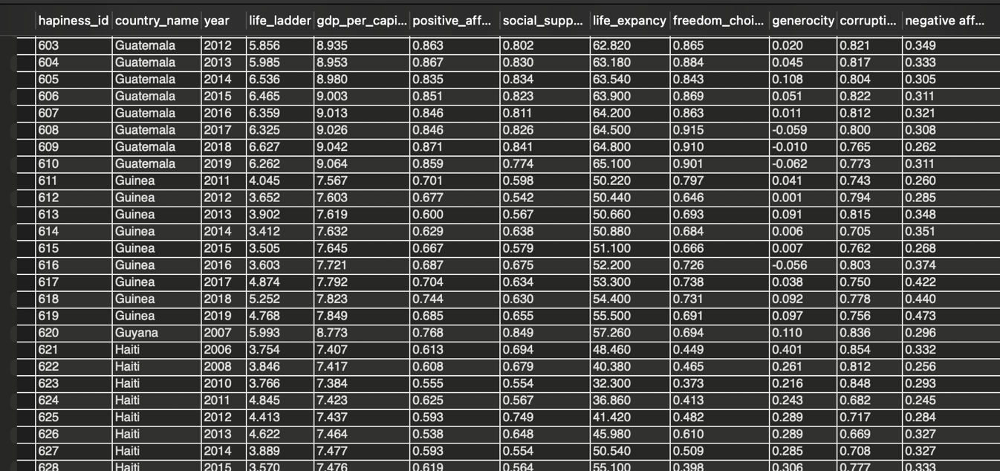 hapiness_id country_name year life_ladder gdp_per_capi... positive_aff... social_supp... life_expancy freedom_choi... generocity corrupti... negative aff...
603 Guatemala 2012 5.856 8.935 0.863 0.802 62.820 0.865 0.020 0.821 0.349
604 Guatemala 2013 5.985 8.953 0.867 0.830 63.180 0.884 0.045 0.817 0.333
605 Guatemala 2014 6.536 8.980 0.835 0.834 63.540 0.843 0.108 0.804 0.305
606 Guatemala 2015 6.465 9.003 0.851 0.823 63.900 0.869 0.051 0.822 0.311
607 Guatemala 2016 6.359 9.013 0.846 0.811 64.200 0.863 0.011 0.812 0.321
608 Guatemala 2017 6.325 9.026 0.846 0.826 64.500 0.915 -0.059 0.800 0.308
609 Guatemala 2018 6.627 9.042 0.871 0.841 64.800 0.910 -0.010 0.765 0.262
610 Guatemala 2019 6.262 9.064 0.859 0.774 65.100 0.901 -0.062 0.773 0.311
611 Guinea 2011 4.045 7.567 0.701 0.598 50.220 0.797 0.041 0.743 0.260
612 Guinea 2012 3.652 7.603 0.677 0.542 50.440 0.646 0.001 0.794 0.285
613 Guinea 2013 3.902 7.619 0.600 0.567 50.660 0.693 0.091 0.815 0.348
614 Guinea 2014 3.412 7.632 0.629 0.638 50.880 0.684 0.006 0.705 0.351
615 Guinea 2015 3.505 7.645 0.667 0.579 51.100 0.666 0.007 0.762 0.268
616 Guinea 2016 3.603 7.721 0.687 0.675 52.200 0.726 -0.056 0.803 0.374
617 Guinea 2017 4.874 7.792 0.704 0.634 53.300 0.738 0.038 0.750 0.422
618 Guinea 2018 5.252 7.823 0.744 0.630 54.400 0.731 0.092 0.778 0.440
619 Guinea 2019 4.768 7.849 0.685 0.655 55.500 0.691 0.097 0.756 0.473
620 Guyana 2007 5.993 8.773 0.768 0.849 57.260 0.694 0.110 0.836 0.296
621 Haiti 2006 3.754 7.407 0.613 0.694 48.460 0.449 0.401 0.854 0.332
622 Haiti 2008 3.846 7.417 0.608 0.679 40.380 0.465 0.261 0.812 0.256
623 Haiti 2010 3.766 7.384 0.555 0.554 32.300 0.373 0.216 0.848 0.293
624 Haiti 2011 4.845 7.423 0.625 0.567 36.860 0.413 0.243 0.682 0.245
625 Haiti 2012 4.413 7.437 0.593 0.749 41.420 0.482 0.289 0.717 0.284
626 Haiti 2013 4.622 7.464 0.538 0.648 45.980 0.610 0.289 0.669 0.327
627 Haiti 2014 3.889 7.477 0.593 0.554 50.540 0.509 0.285 0.708 0.327
628 Haiti 2015 3.570 7.476 0.619 0.564 55.100 0.398 0.306 0.777 0.333